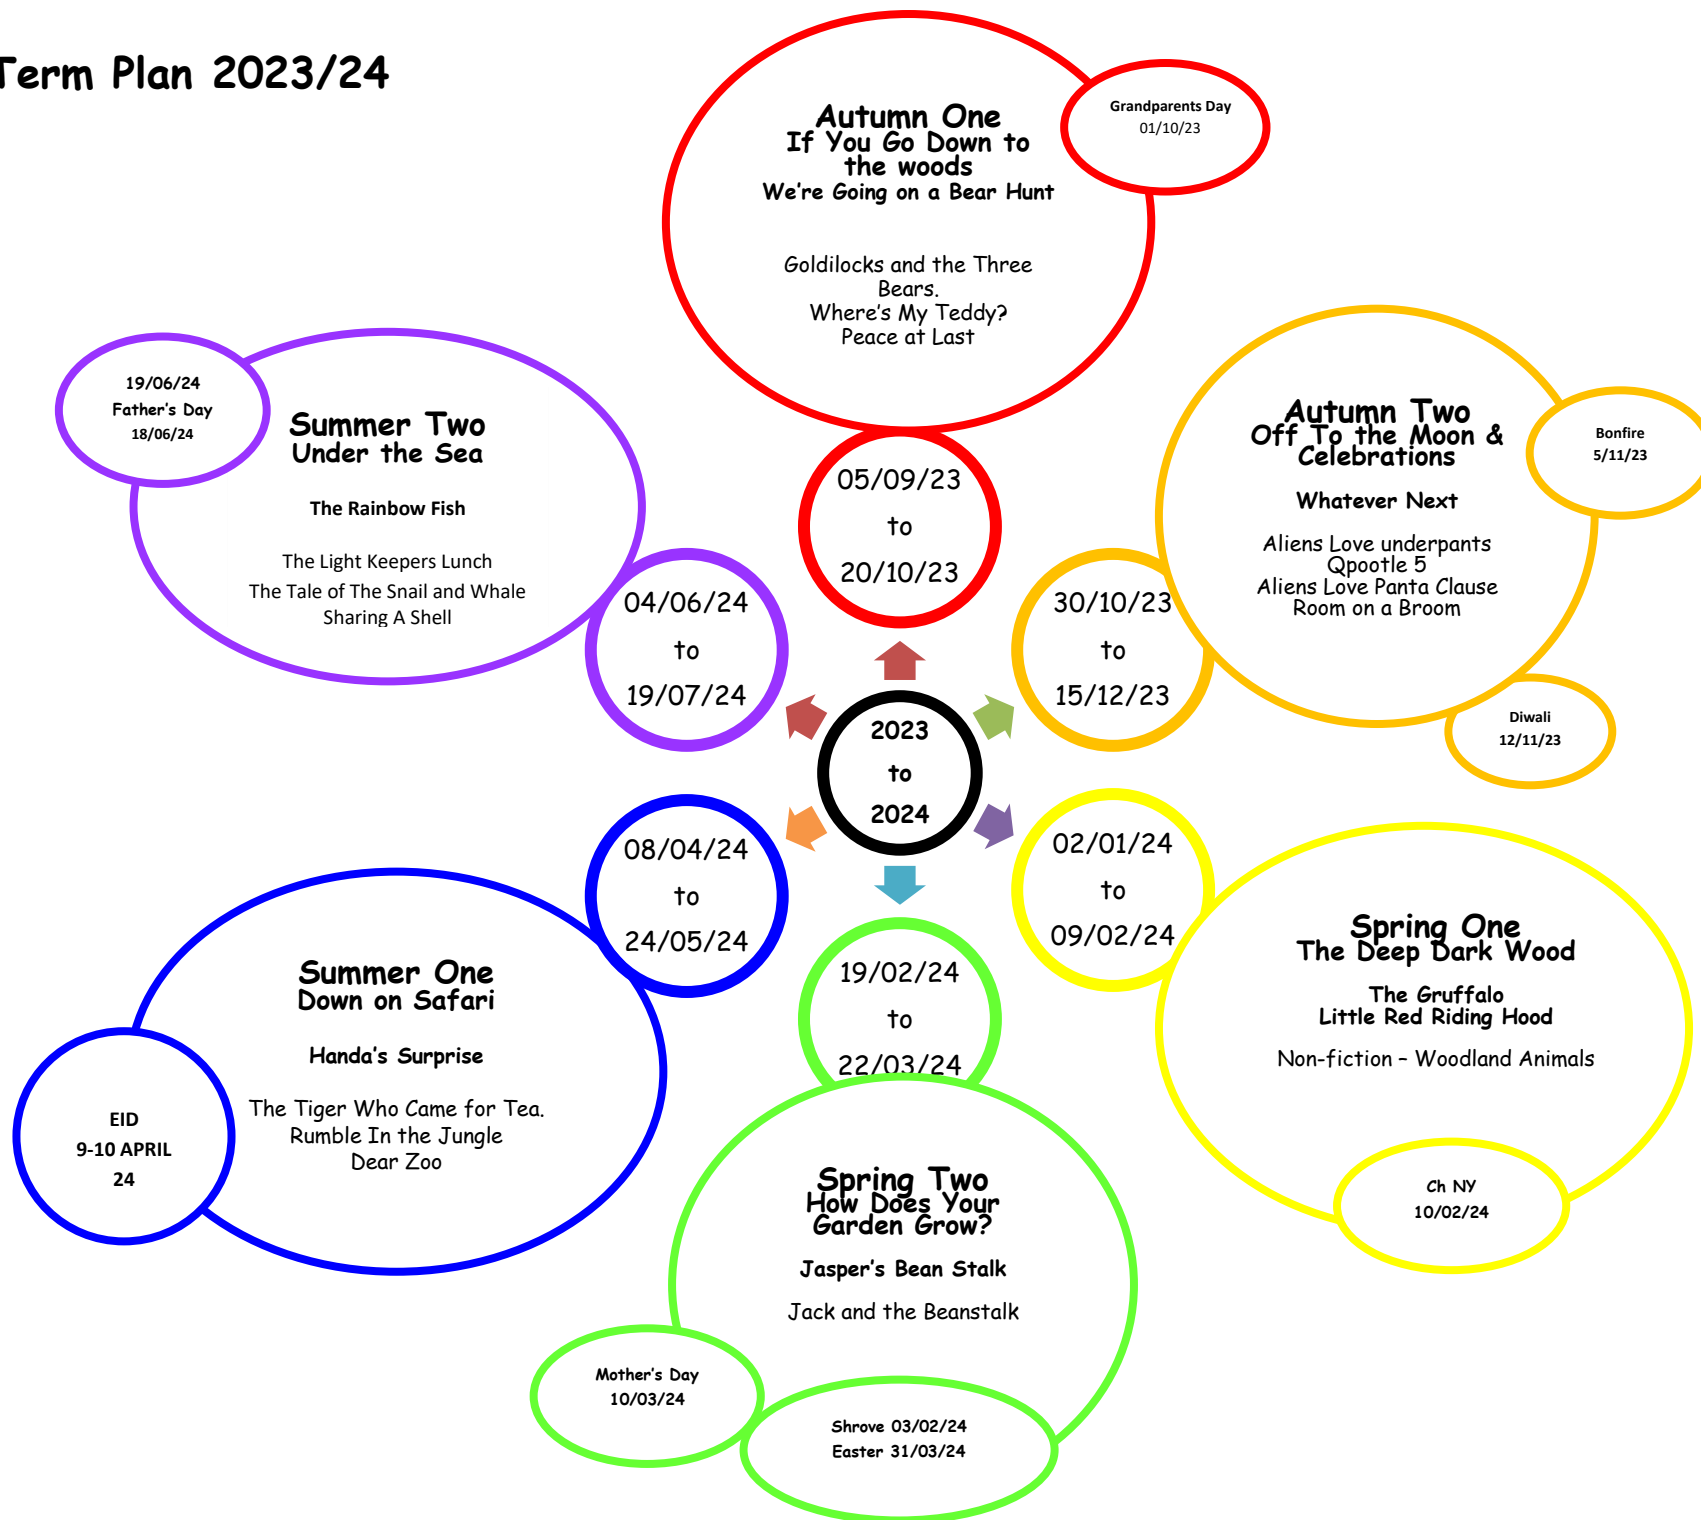 Term Plan 2023/24
Autumn One
If You Go Down to
the woods
We're Going on a Bear Hunt
Goldilocks and the Three
Bears.
Where's My Teddy?
Peace at Last
Grandparents Day
01/10/23
05/09/23
to
20/10/23
Autumn Two
Off To the Moon &
Celebrations
Whatever Next
Aliens Love underpants
Qpootle 5
Aliens Love Panta Clause
Room on a Broom
Bonfire
5/11/23
Diwali
12/11/23
30/10/23
to
15/12/23
2023
to
2024
02/01/24
to
09/02/24
Spring One
The Deep Dark Wood
The Gruffalo
Little Red Riding Hood
Non-fiction – Woodland Animals
Ch NY
10/02/24
19/02/24
to
22/03/24
Spring Two
How Does Your
Garden Grow?
Jasper's Bean Stalk
Jack and the Beanstalk
Mother's Day
10/03/24
Shrove 03/02/24
Easter 31/03/24
08/04/24
to
24/05/24
Summer One
Down on Safari
Handa's Surprise
The Tiger Who Came for Tea.
Rumble In the Jungle
Dear Zoo
EID
9-10 APRIL
24
04/06/24
to
19/07/24
Summer Two
Under the Sea
The Rainbow Fish
The Light Keepers Lunch
The Tale of The Snail and Whale
Sharing A Shell
19/06/24
Father's Day
18/06/24